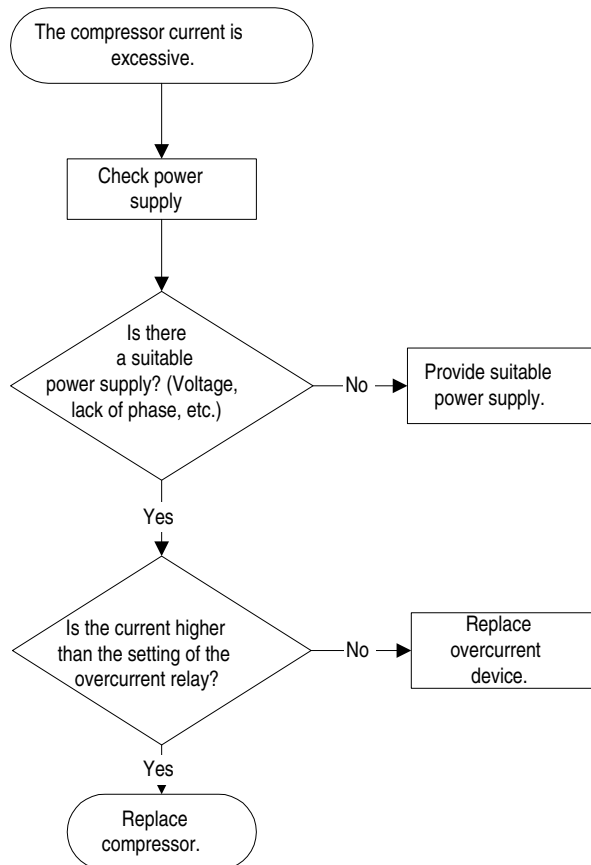 The compressor current is
excessive.
Check power
supply
Is there
a suitable
power supply? (Voltage,
lack of phase, etc.)
No
Provide suitable
power supply.
Yes
Is the current higher
than the setting of the
overcurrent relay?
No
Replace
overcurrent
device.
Yes
Replace
compressor.